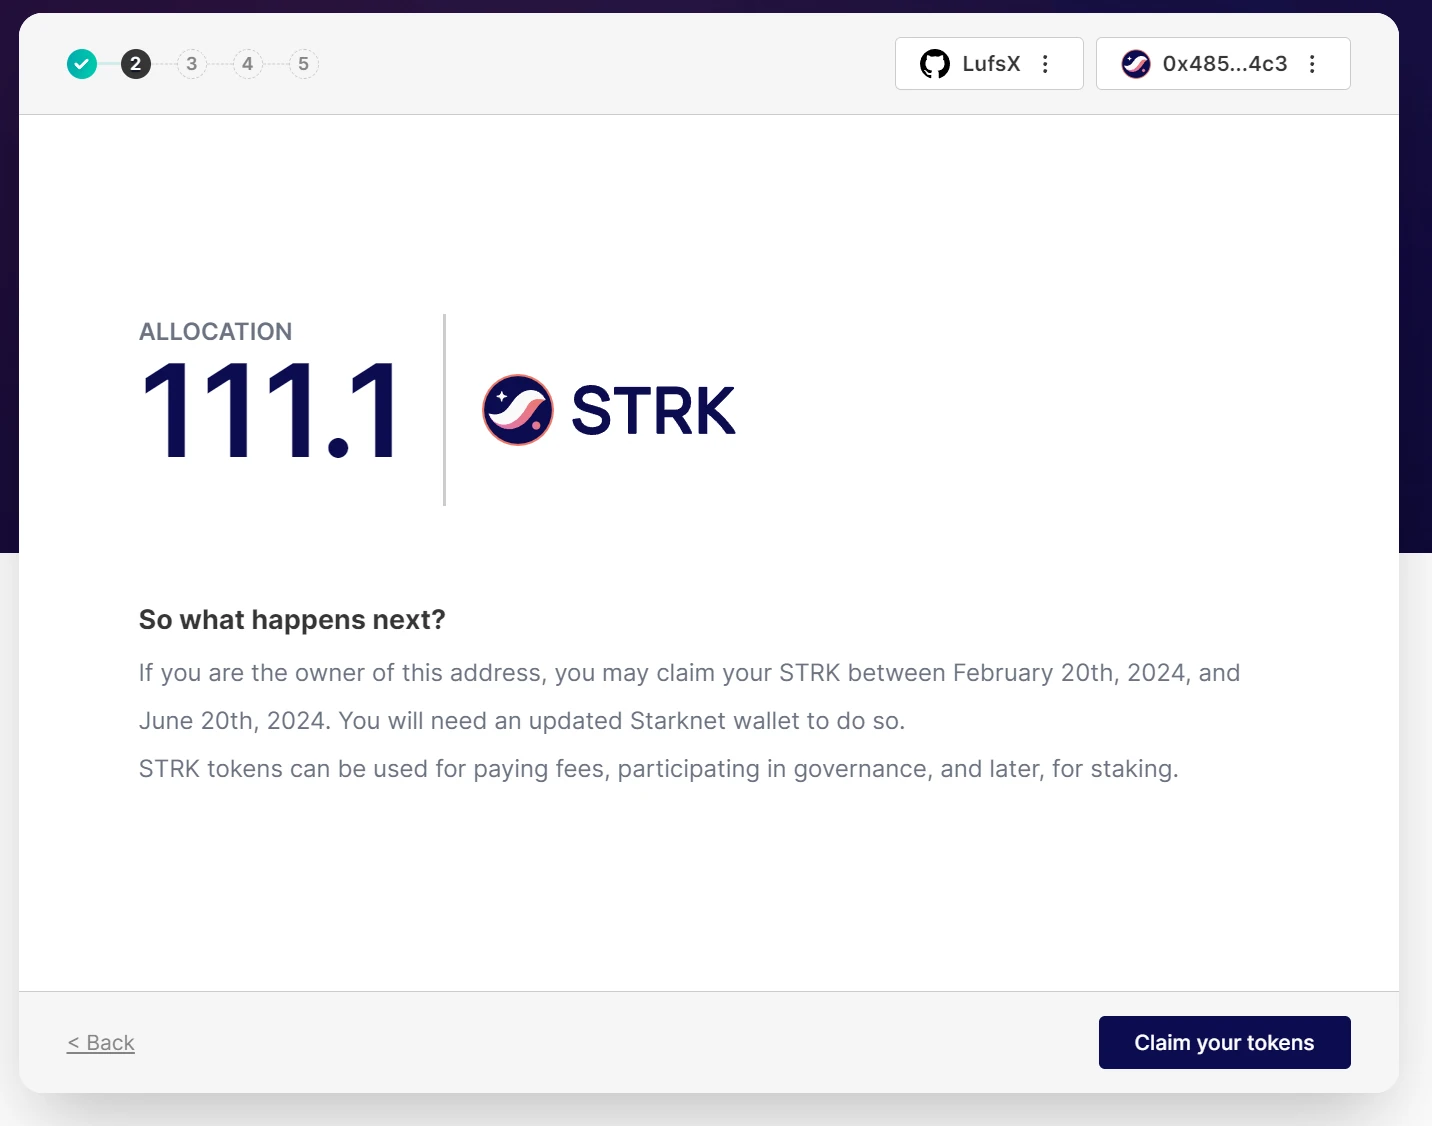 2
3
4
5
LufsX
0x485...4c3
ALLOCATION
111.1
STRK
So what happens next?
If you are the owner of this address, you may claim your STRK between February 20th, 2024, and
June 20th, 2024. You will need an updated Starknet wallet to do so.
STRK tokens can be used for paying fees, participating in governance, and later, for staking.
< Back
Claim your tokens